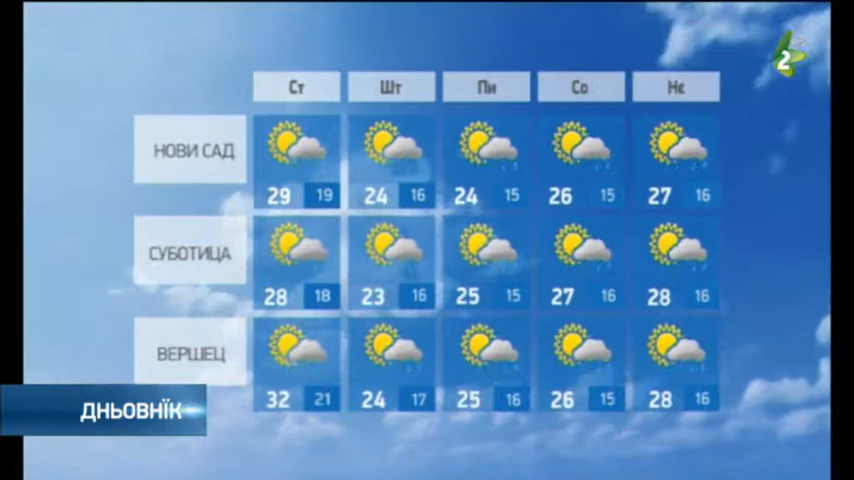 2
Ст Шт Пи Со Нє
НОВИ САД
29 19 24 16 24 15 26 15 27 16
СУБОТИЦА
28 18 23 16 25 15 27 16 28 16
ВЕРШЕЦ
32 21 24 17 25 16 26 15 28 16
ДНЬОВНЇК